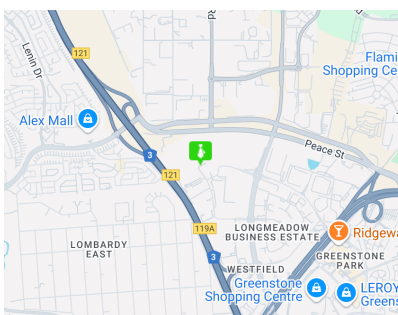 121
Lenin Dr
Rd
Flami
Shopping Ce
Alex Mall
Peace St
3
121
119A
LOMBARDY
EAST
LONGMEADOW
BUSINESS ESTATE
Ridgewa
3
WESTFIELD
GREENSTONE
PARK
Greenstone
Shopping Centre
LEROY
Greens